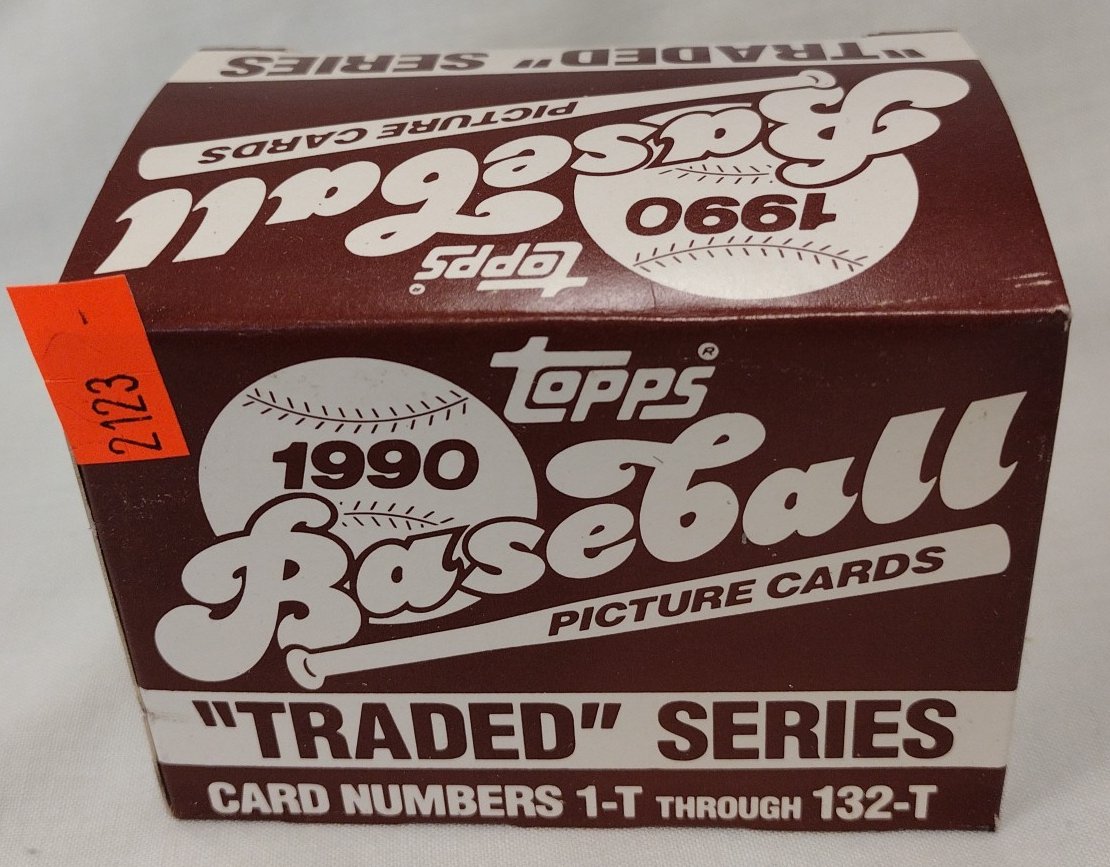 "TRADED" SERIES
PICTURE CARDS
Baseball
1990
TOPPS
2123 -
TOPPS®
1990
Baseball
PICTURE CARDS
"TRADED" SERIES
CARD NUMBERS 1-T THROUGH 132-T